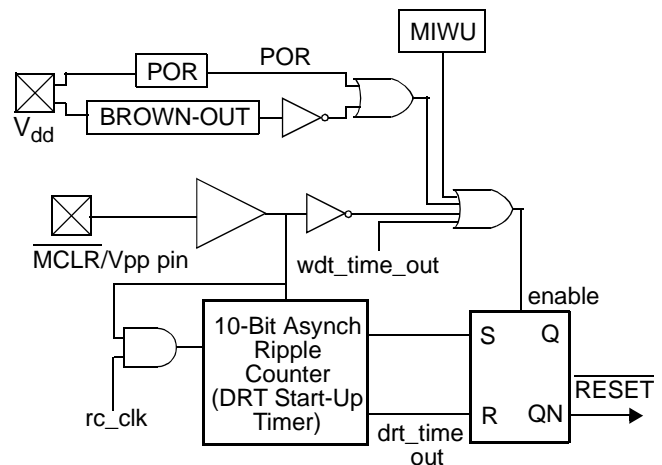 MIWU
POR
POR
BROWN-OUT
Vdd
MCLR/Vpp pin
wdt_time_out
enable
10-Bit Asynch
Ripple
Counter
(DRT Start-Up
Timer)
S
Q
RESET
R
QN
rc_clk
drt_time
out